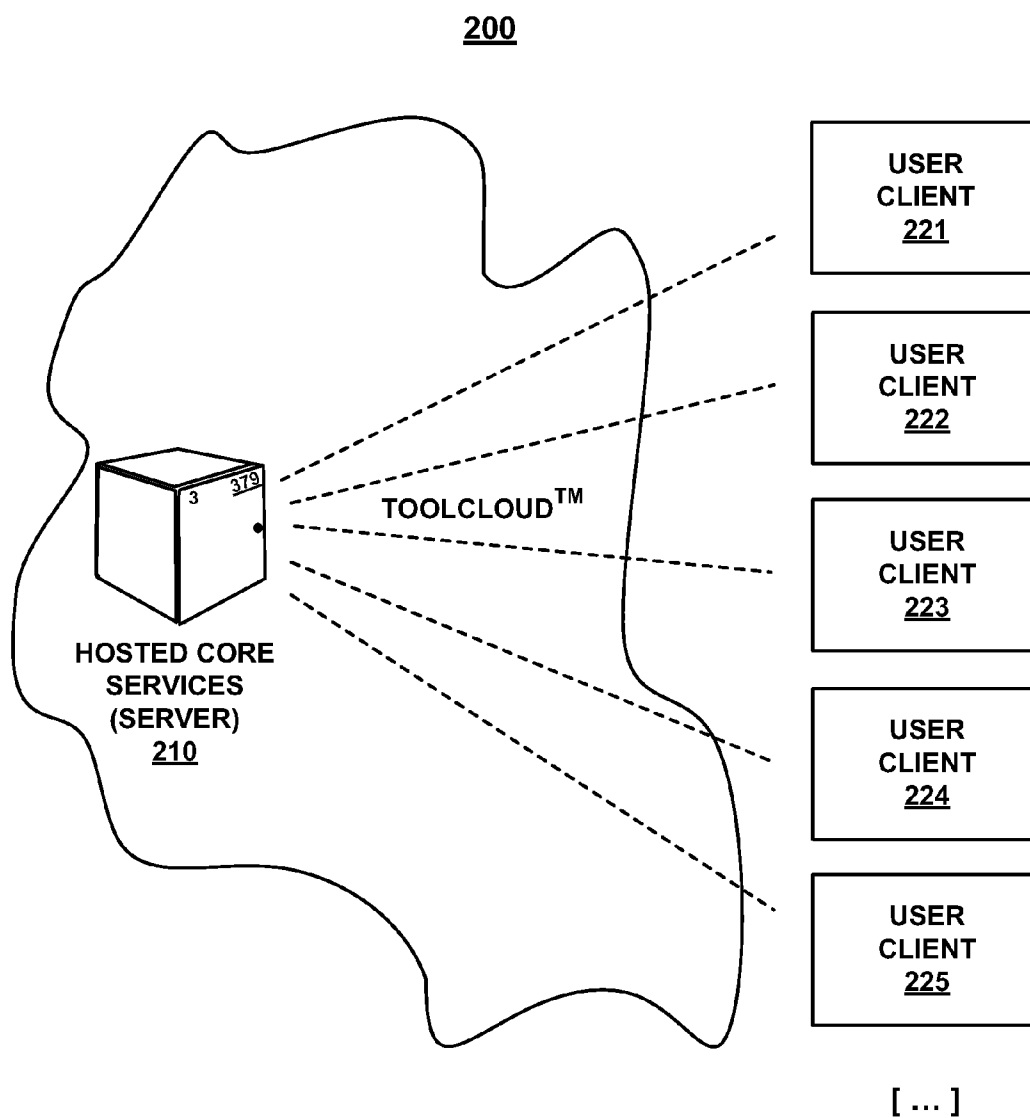 200
USER
CLIENT
221
USER
CLIENT
222
3 379
TOOLCLOUD™
USER
CLIENT
223
HOSTED CORE
SERVICES
(SERVER)
210
USER
CLIENT
224
USER
CLIENT
225
[ ... ]